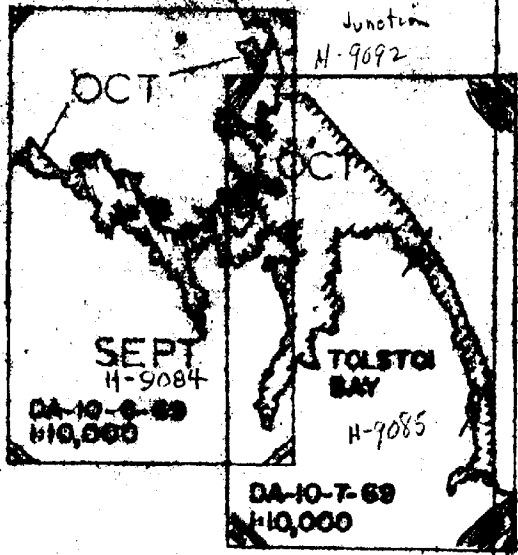 Junction
H-9092
OCT
OCT
SEPT
H-9084
DA-10-6-69
1:10,000
TOLSTOI
BAY
H-9085
DA-10-7-69
1:10,000